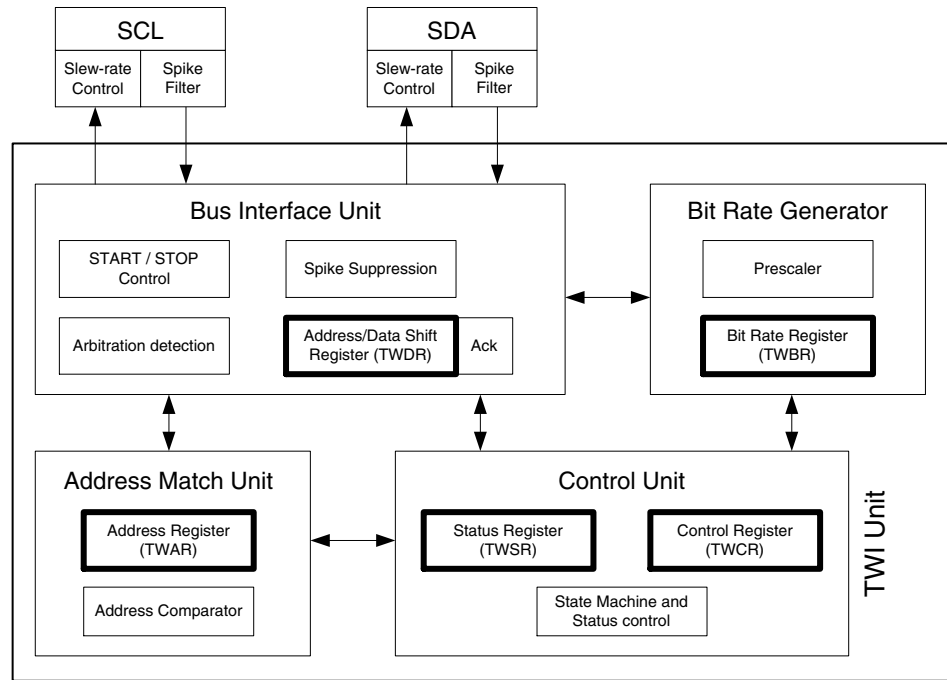 SCL
Slew-rate
Control
Spike
Filter
SDA
Slew-rate
Control
Spike
Filter
Bus Interface Unit
START / STOP
Control
Spike Suppression
Arbitration detection
Address/Data Shift
Register (TWDR)
Ack
Bit Rate Generator
Prescaler
Bit Rate Register
(TWBR)
Address Match Unit
Address Register
(TWAR)
Address Comparator
Control Unit
Status Register
(TWSR)
Control Register
(TWCR)
State Machine and
Status control
TWI Unit